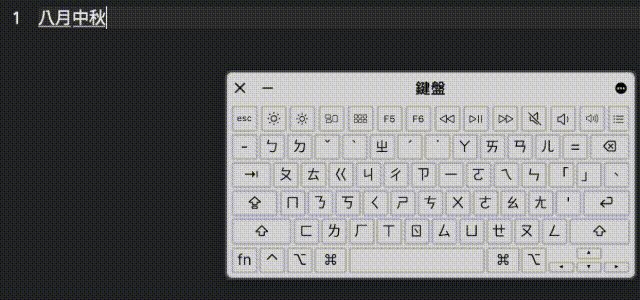 1 八月中秋
鍵盤
esc F5 F6
- ㄅ ㄉ ˇ ˋ ㄓ ˊ ˙ ㄚ ㄞ ㄢ ㄦ =
ㄆ ㄊ ㄍ ㄐ ㄔ ㄗ ㄧ ㄛ ㄟ ㄣ 「 」 、
ㄇ ㄋ ㄎ ㄑ ㄕ ㄘ ㄨ ㄜ ㄠ ㄤ '
ㄈ ㄌ ㄏ ㄒ ㄖ ㄙ ㄩ ㄝ ㄡ ㄥ
fn ^ ⌥ ⌘ ⌘ ⌥